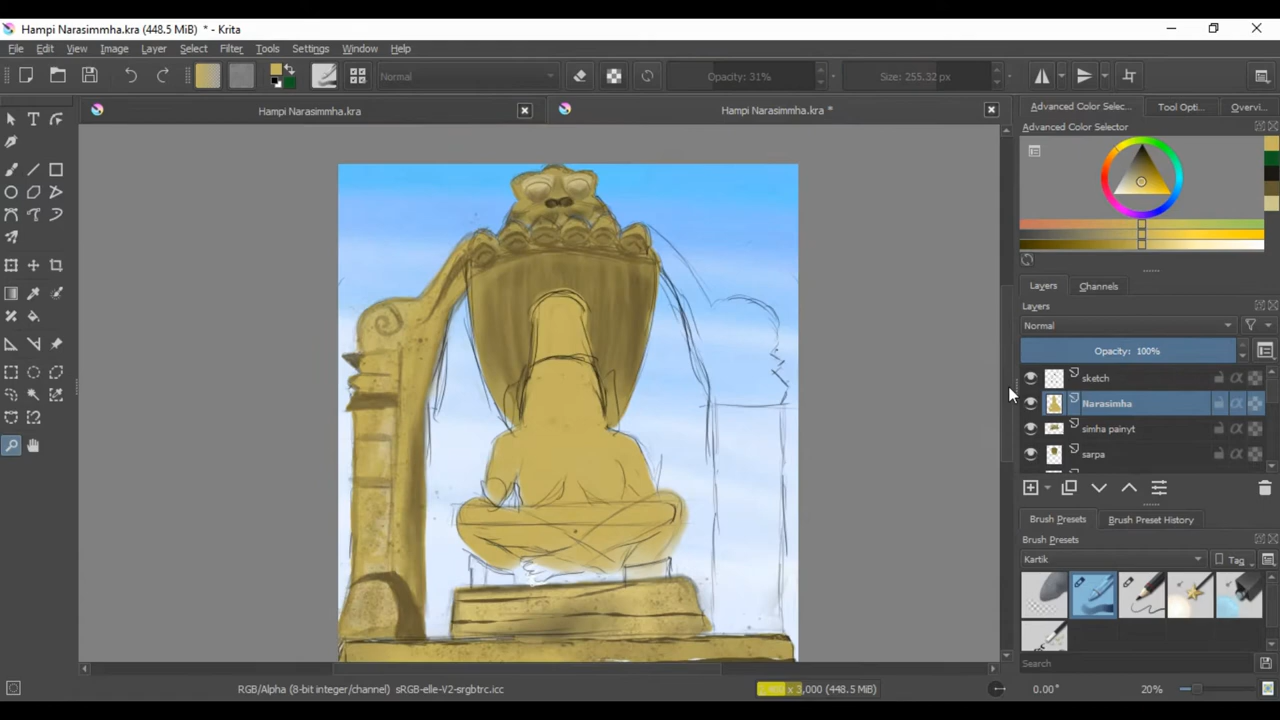 Hampi Narasimmha.kra (448.5 MiB) * - Krita
File Edit View Image Layer Select Filter Tools Settings Window Help
Normal Opacity: 31% Size: 255.32 px
Hampi Narasimmha.kra Hampi Narasimmha.kra *
Advanced Color Selec... Tool Opti... Overvi...
Advanced Color Selector
Layers Channels
Layers
Normal
Opacity: 100%
sketch
Narasimha
simha painyt
sarpa
Brush Presets Brush Preset History
Brush Presets
Kartik Tag
Search
RGB/Alpha (8-bit integer/channel) sRGB-elle-V2-srgbtrc.icc x 3,000 (448.5 MiB) 0.00° 20%